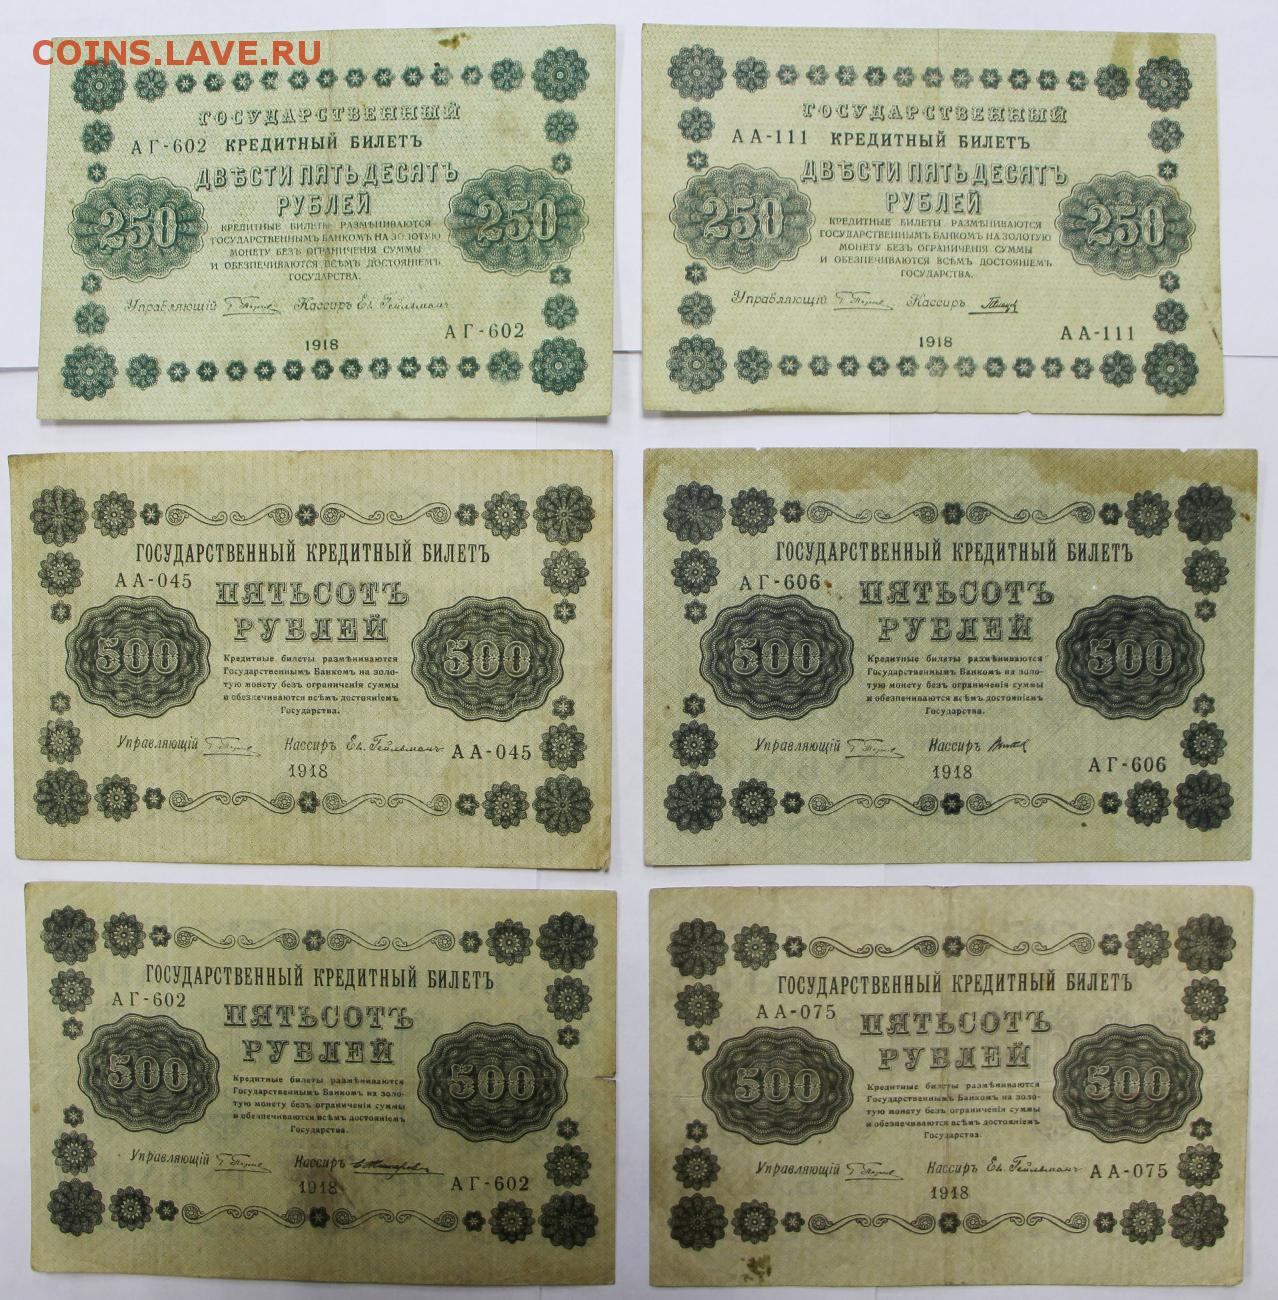 COINS.LAVE.RU
ГОСУДАРСТВЕННЫЙ
АГ-602 КРЕДИТНЫЙ БИЛЕТЪ
ДВѢСТИ ПЯТЬДЕСЯТЪ
РУБЛЕЙ
250 250
КРЕДИТНЫЕ БИЛЕТЫ РАЗМѢНИВАЮТСЯ
ГОСУДАРСТВЕННЫМЪ БАНКОМЪ НА ЗОЛОТУЮ
МОНЕТУ БЕЗЪ ОГРАНИЧЕНІЯ СУММЫ
И ОБЕЗПЕЧИВАЮТСЯ ВСѢМЪ ДОСТОЯНІЕМЪ
ГОСУДАРСТВА.
Управляющій Кассиръ Ев. Гейльманъ
1918 АГ-602
ГОСУДАРСТВЕННЫЙ
АА-111 КРЕДИТНЫЙ БИЛЕТЪ
ДВѢСТИ ПЯТЬДЕСЯТЪ
РУБЛЕЙ
250 250
КРЕДИТНЫЕ БИЛЕТЫ РАЗМѢНИВАЮТСЯ
ГОСУДАРСТВЕННЫМЪ БАНКОМЪ НА ЗОЛОТУЮ
МОНЕТУ БЕЗЪ ОГРАНИЧЕНІЯ СУММЫ
И ОБЕЗПЕЧИВАЮТСЯ ВСѢМЪ ДОСТОЯНІЕМЪ
ГОСУДАРСТВА.
Управляющій Кассиръ
1918 АА-111
ГОСУДАРСТВЕННЫЙ КРЕДИТНЫЙ БИЛЕТЪ
АА-045 ПЯТЬСОТЪ
РУБЛЕЙ
500 500
Кредитные билеты размѣниваются
Государственнымъ Банкомъ на золо-
тую монету безъ ограниченія суммы
и обезпечиваются всѣмъ достояніемъ
Государства.
Управляющій Кассиръ Ев. Гейльманъ АА-045
1918
ГОСУДАРСТВЕННЫЙ КРЕДИТНЫЙ БИЛЕТЪ
АГ-606 ПЯТЬСОТЪ
РУБЛЕЙ
500 500
Кредитные билеты размѣниваются
Государственнымъ Банкомъ на золо-
тую монету безъ ограниченія суммы
и обезпечиваются всѣмъ достояніемъ
Государства.
Управляющій Кассиръ
1918 АГ-606
ГОСУДАРСТВЕННЫЙ КРЕДИТНЫЙ БИЛЕТЪ
АГ-602 ПЯТЬСОТЪ
РУБЛЕЙ
500 500
Кредитные билеты размѣниваются
Государственнымъ Банкомъ на золо-
тую монету безъ ограниченія суммы
и обезпечиваются всѣмъ достояніемъ
Государства.
Управляющій Кассиръ
1918 АГ-602
ГОСУДАРСТВЕННЫЙ КРЕДИТНЫЙ БИЛЕТЪ
АА-075 ПЯТЬСОТЪ
РУБЛЕЙ
500 500
Кредитные билеты размѣниваются
Государственнымъ Банкомъ на золо-
тую монету безъ ограниченія суммы
и обезпечиваются всѣмъ достояніемъ
Государства.
Управляющій Кассиръ Ев. Гейльманъ АА-075
1918